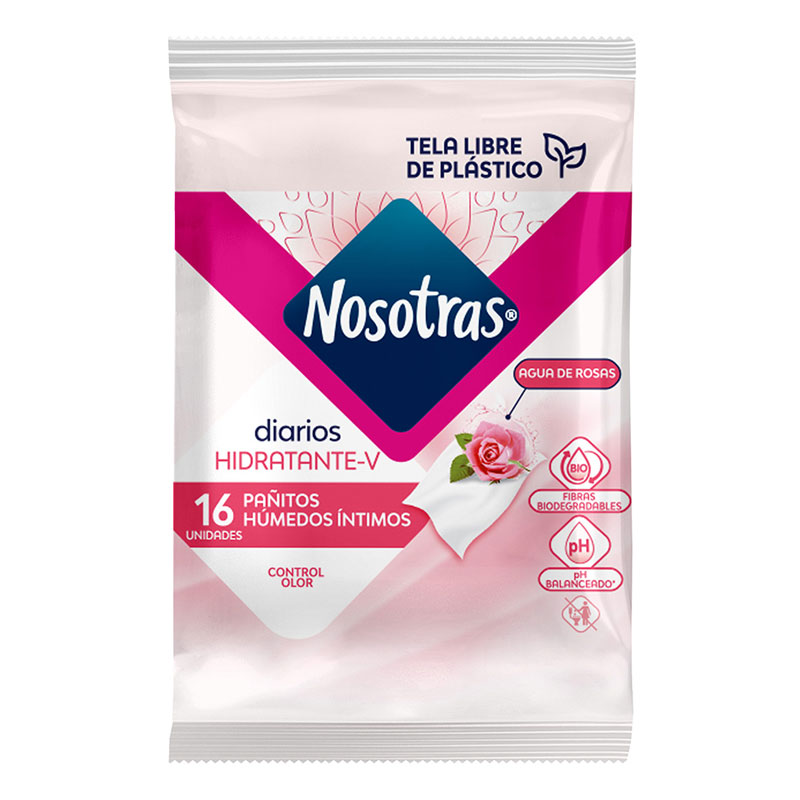 TELA LIBRE
DE PLÁSTICO
Nosotras®
AGUA DE ROSAS
diarios
HIDRATANTE-V
16
UNIDADES
PAÑITOS
HÚMEDOS ÍNTIMOS
CONTROL
OLOR
BIO
FIBRAS
BIODEGRADABLES
pH
pH
BALANCEADO*